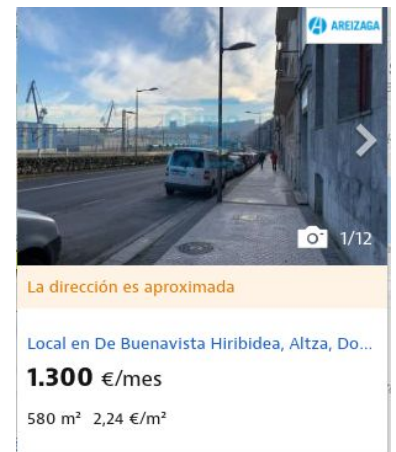 AREIZAGA
1/12
La dirección es aproximada
Local en De Buenavista Hiribidea, Altza, Do...
1.300 €/mes
580 m² 2,24 €/m²